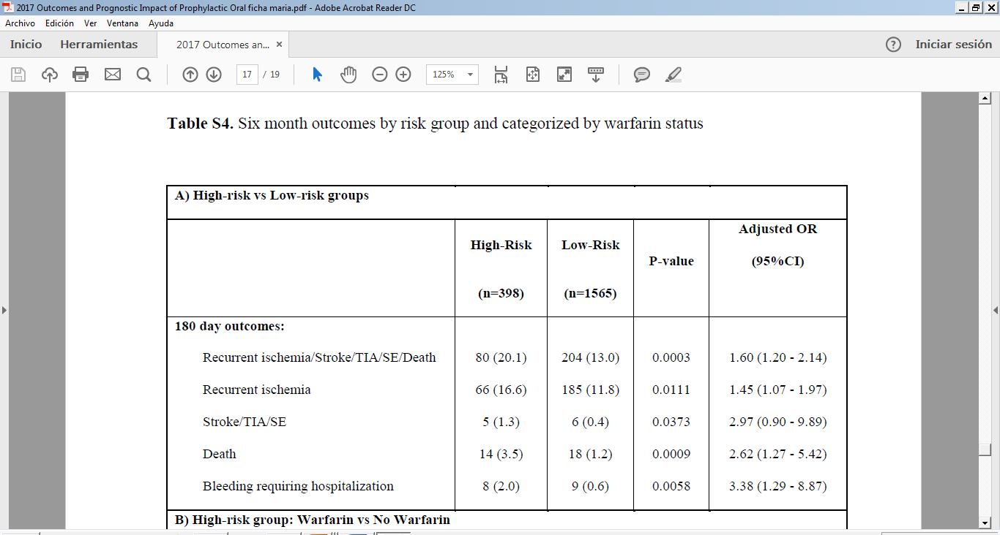 2017 Outcomes and Prognostic Impact of Prophylactic Oral ficha maria.pdf - Adobe Acrobat Reader DC
Archivo Edición Ver Ventana Ayuda
Inicio Herramientas 2017 Outcomes an... × ? Iniciar sesión
17 / 19 125%
Table S4. Six month outcomes by risk group and categorized by warfarin status
A) High-risk vs Low-risk groups
High-Risk (n=398) Low-Risk (n=1565) P-value Adjusted OR (95%CI)
180 day outcomes:
Recurrent ischemia/Stroke/TIA/SE/Death 80 (20.1) 204 (13.0) 0.0003 1.60 (1.20 - 2.14)
Recurrent ischemia 66 (16.6) 185 (11.8) 0.0111 1.45 (1.07 - 1.97)
Stroke/TIA/SE 5 (1.3) 6 (0.4) 0.0373 2.97 (0.90 - 9.89)
Death 14 (3.5) 18 (1.2) 0.0009 2.62 (1.27 - 5.42)
Bleeding requiring hospitalization 8 (2.0) 9 (0.6) 0.0058 3.38 (1.29 - 8.87)
B) High-risk group: Warfarin vs No Warfarin